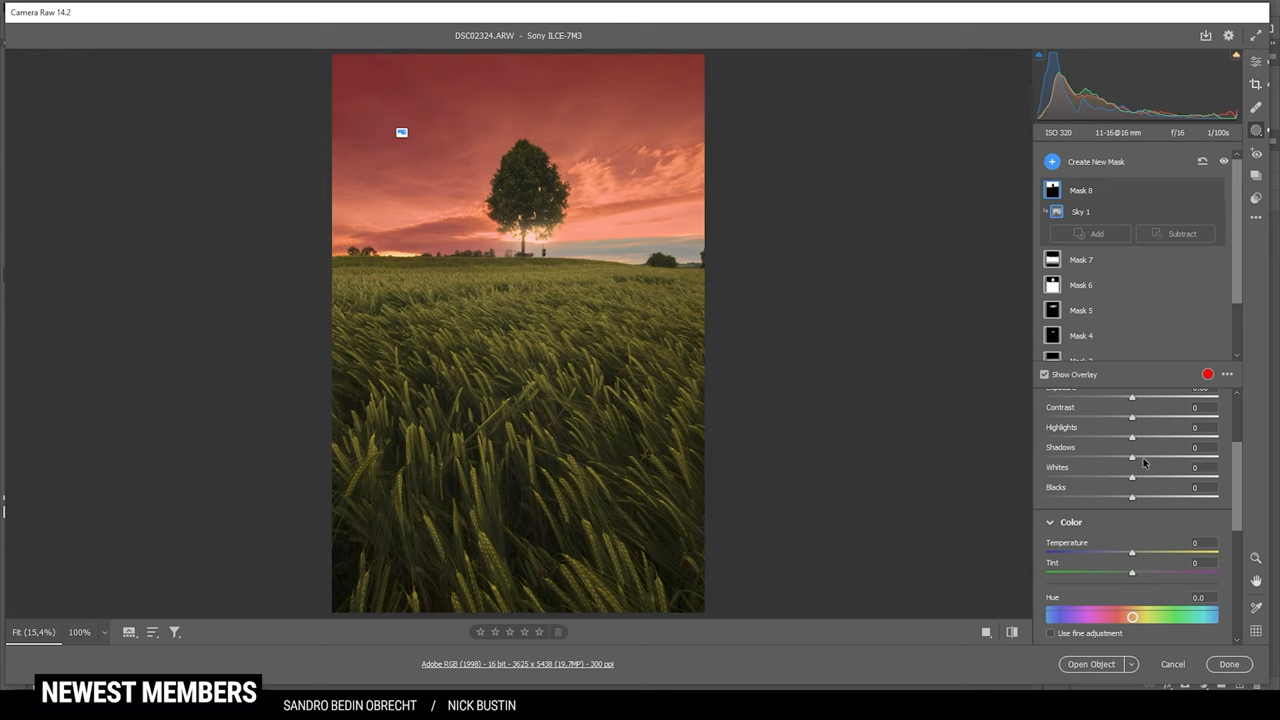 Camera Raw 14.2
DSC02324.ARW - Sony ILCE-7M3
ISO 320 11-16@16 mm f/16 1/100s
Create New Mask
Mask 8
Sky 1
Add Subtract
Mask 7
Mask 6
Mask 5
Mask 4
Show Overlay
Contrast 0
Highlights 0
Shadows 0
Whites 0
Blacks 0
Color
Temperature 0
Tint 0
Hue 0.0
Use fine adjustment
Fit (15,4%) 100%
Adobe RGB (1998) - 16 bit - 3625 x 5438 (19,7MP) - 300 ppi
Open Object Cancel Done
NEWEST MEMBERS
SANDRO BEDIN OBRECHT / NICK BUSTIN